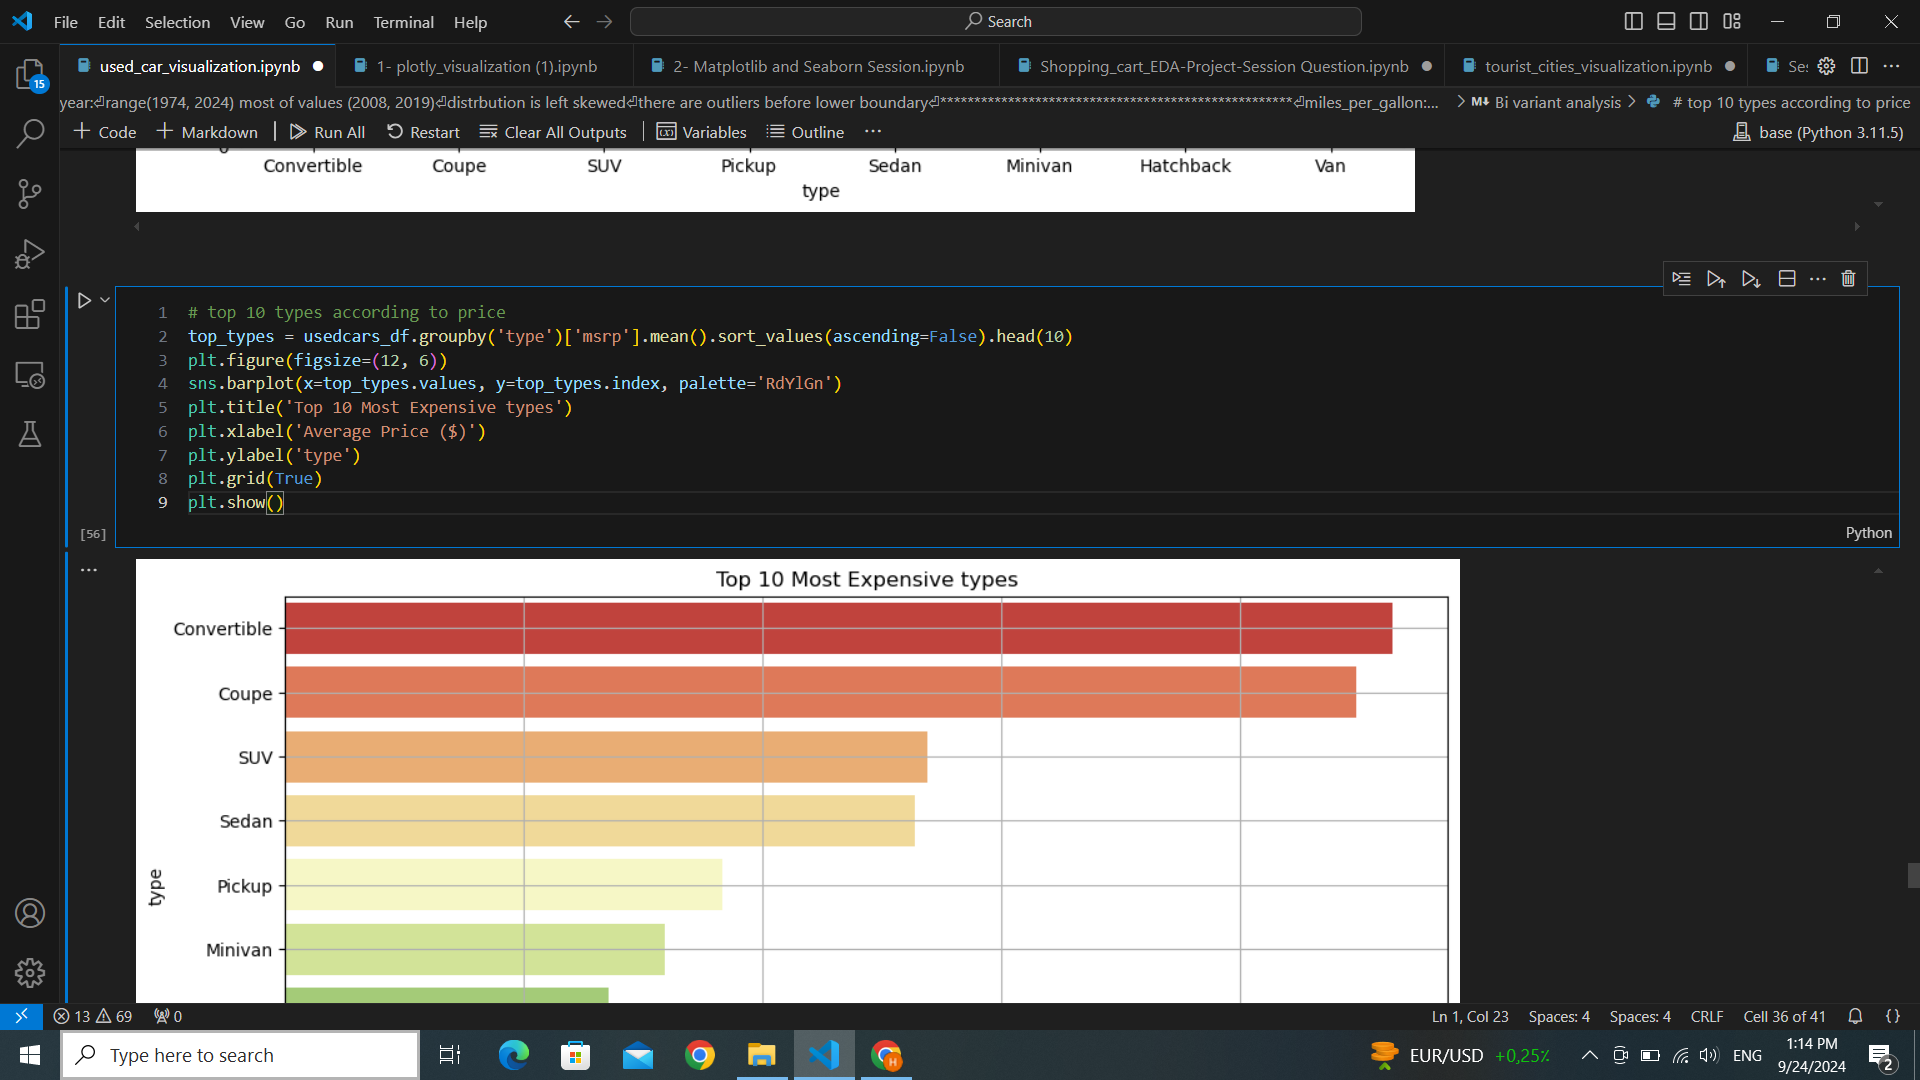 File Edit Selection View Go Run Terminal Help
Search
15
used_car_visualization.ipynb
1- plotly_visualization (1).ipynb
2- Matplotlib and Seaborn Session.ipynb
Shopping_cart_EDA-Project-Session Question.ipynb
tourist_cities_visualization.ipynb
year:⏎range(1974, 2024) most of values (2008, 2019)⏎distrbution is left skewed⏎there are outliers before lower boundary⏎***************************************************⏎miles_per_gallon:... > Bi variant analysis > # top 10 types according to price
+ Code + Markdown Run All Restart Clear All Outputs Variables Outline ...
base (Python 3.11.5)
Convertible Coupe SUV Pickup Sedan Minivan Hatchback Van
type
1 # top 10 types according to price
2 top_types = usedcars_df.groupby('type')['msrp'].mean().sort_values(ascending=False).head(10)
3 plt.figure(figsize=(12, 6))
4 sns.barplot(x=top_types.values, y=top_types.index, palette='RdYlGn')
5 plt.title('Top 10 Most Expensive types')
6 plt.xlabel('Average Price ($)')
7 plt.ylabel('type')
8 plt.grid(True)
9 plt.show()
[56]
Python
Top 10 Most Expensive types
Convertible
Coupe
SUV
Sedan
Pickup
Minivan
type
13 69 0
Ln 1, Col 23 Spaces: 4 Spaces: 4 CRLF Cell 36 of 41
Type here to search
EUR/USD +0,25%
ENG
1:14 PM
9/24/2024
2